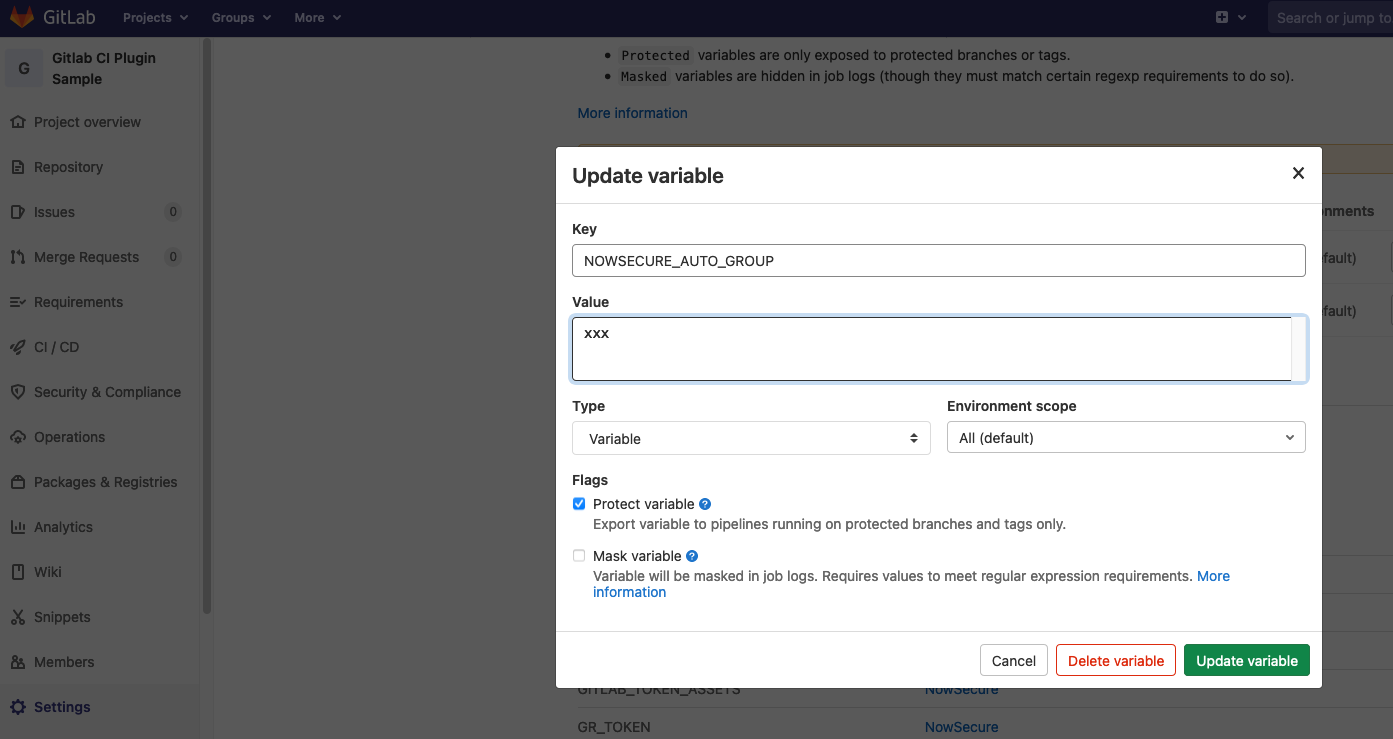 GitLab Projects Groups More Search or jump to
G Gitlab CI Plugin
Sample
Project overview
Repository
Issues 0
Merge Requests 0
Requirements
CI / CD
Security & Compliance
Operations
Packages & Registries
Analytics
Wiki
Snippets
Members
Settings
Protected variables are only exposed to protected branches or tags.
Masked variables are hidden in job logs (though they must match certain regexp requirements to do so).
More information
Update variable
Key
NOWSECURE_AUTO_GROUP
Value
xxx
Type Environment scope
Variable All (default)
Flags
Protect variable
Export variable to pipelines running on protected branches and tags only.
Mask variable
Variable will be masked in job logs. Requires values to meet regular expression requirements. More
information
Cancel Delete variable Update variable
GITLAB_TOKEN_ASSETS NowSecure
GR_TOKEN NowSecure